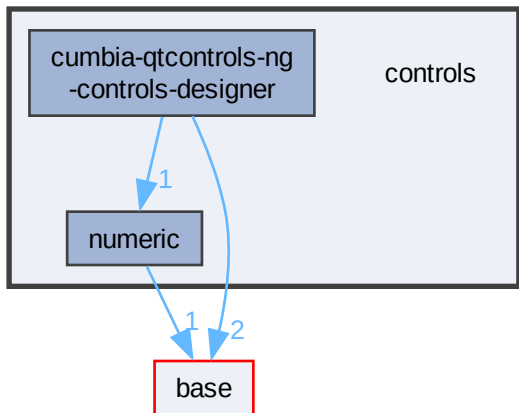 cumbia-qtcontrols-ng
-controls-designer
controls
1
numeric
1
2
base